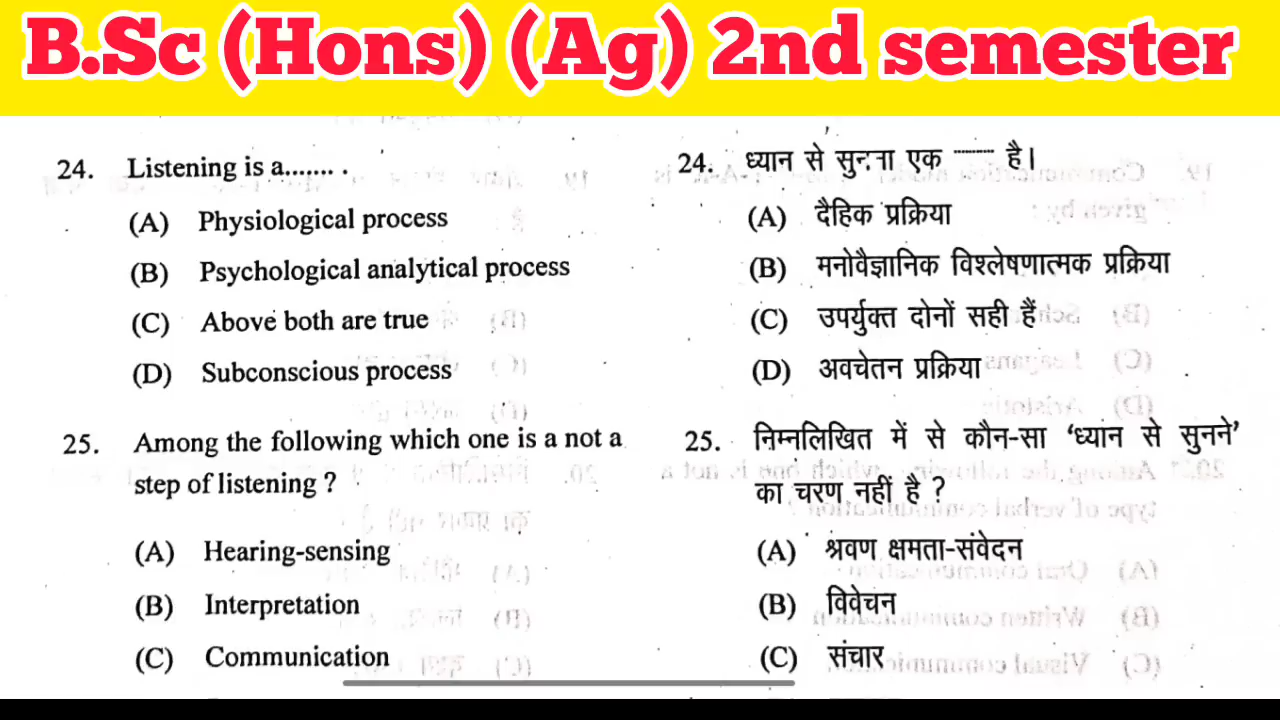 B.Sc (Hons) (Ag) 2nd semester
24. Listening is a........ .
(A) Physiological process
(B) Psychological analytical process
(C) Above both are true
(D) Subconscious process
25. Among the following which one is a not a
step of listening ?
(A) Hearing-sensing
(B) Interpretation
(C) Communication
24. ध्यान से सुनना एक ........ है।
(A) दैहिक प्रक्रिया
(B) मनोवैज्ञानिक विश्लेषणात्मक प्रक्रिया
(C) उपर्युक्त दोनों सही हैं
(D) अवचेतन प्रक्रिया
25. निम्नलिखित में से कौन-सा ‘ध्यान से सुनने’
का चरण नहीं है ?
(A) श्रवण क्षमता-संवेदन
(B) विवेचन
(C) संचार